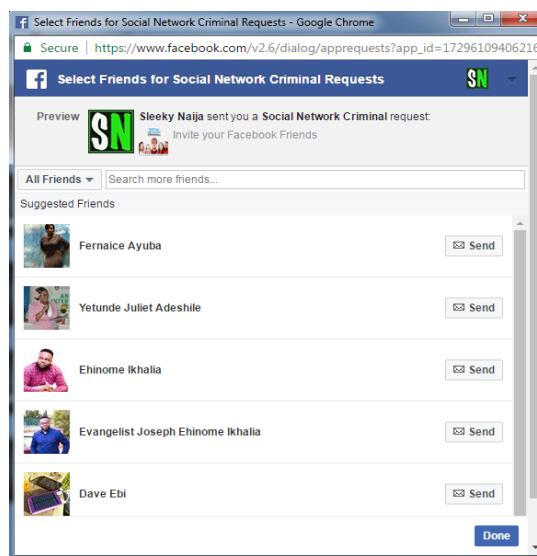 Select Friends for Social Network Criminal Requests - Google Chrome
Secure | https://www.facebook.com/v2.6/dialog/apprequests?app_id=17296109406216
f Select Friends for Social Network Criminal Requests SN
Preview SN Sleeky Naija sent you a Social Network Criminal request:
Invite your Facebook Friends
All Friends Search more friends...
Suggested Friends
Fernaice Ayuba Send
Yetunde Juliet Adeshile Send
Ehinome Ikhalia Send
Evangelist Joseph Ehinome Ikhalia Send
Dave Ebi Send
Done